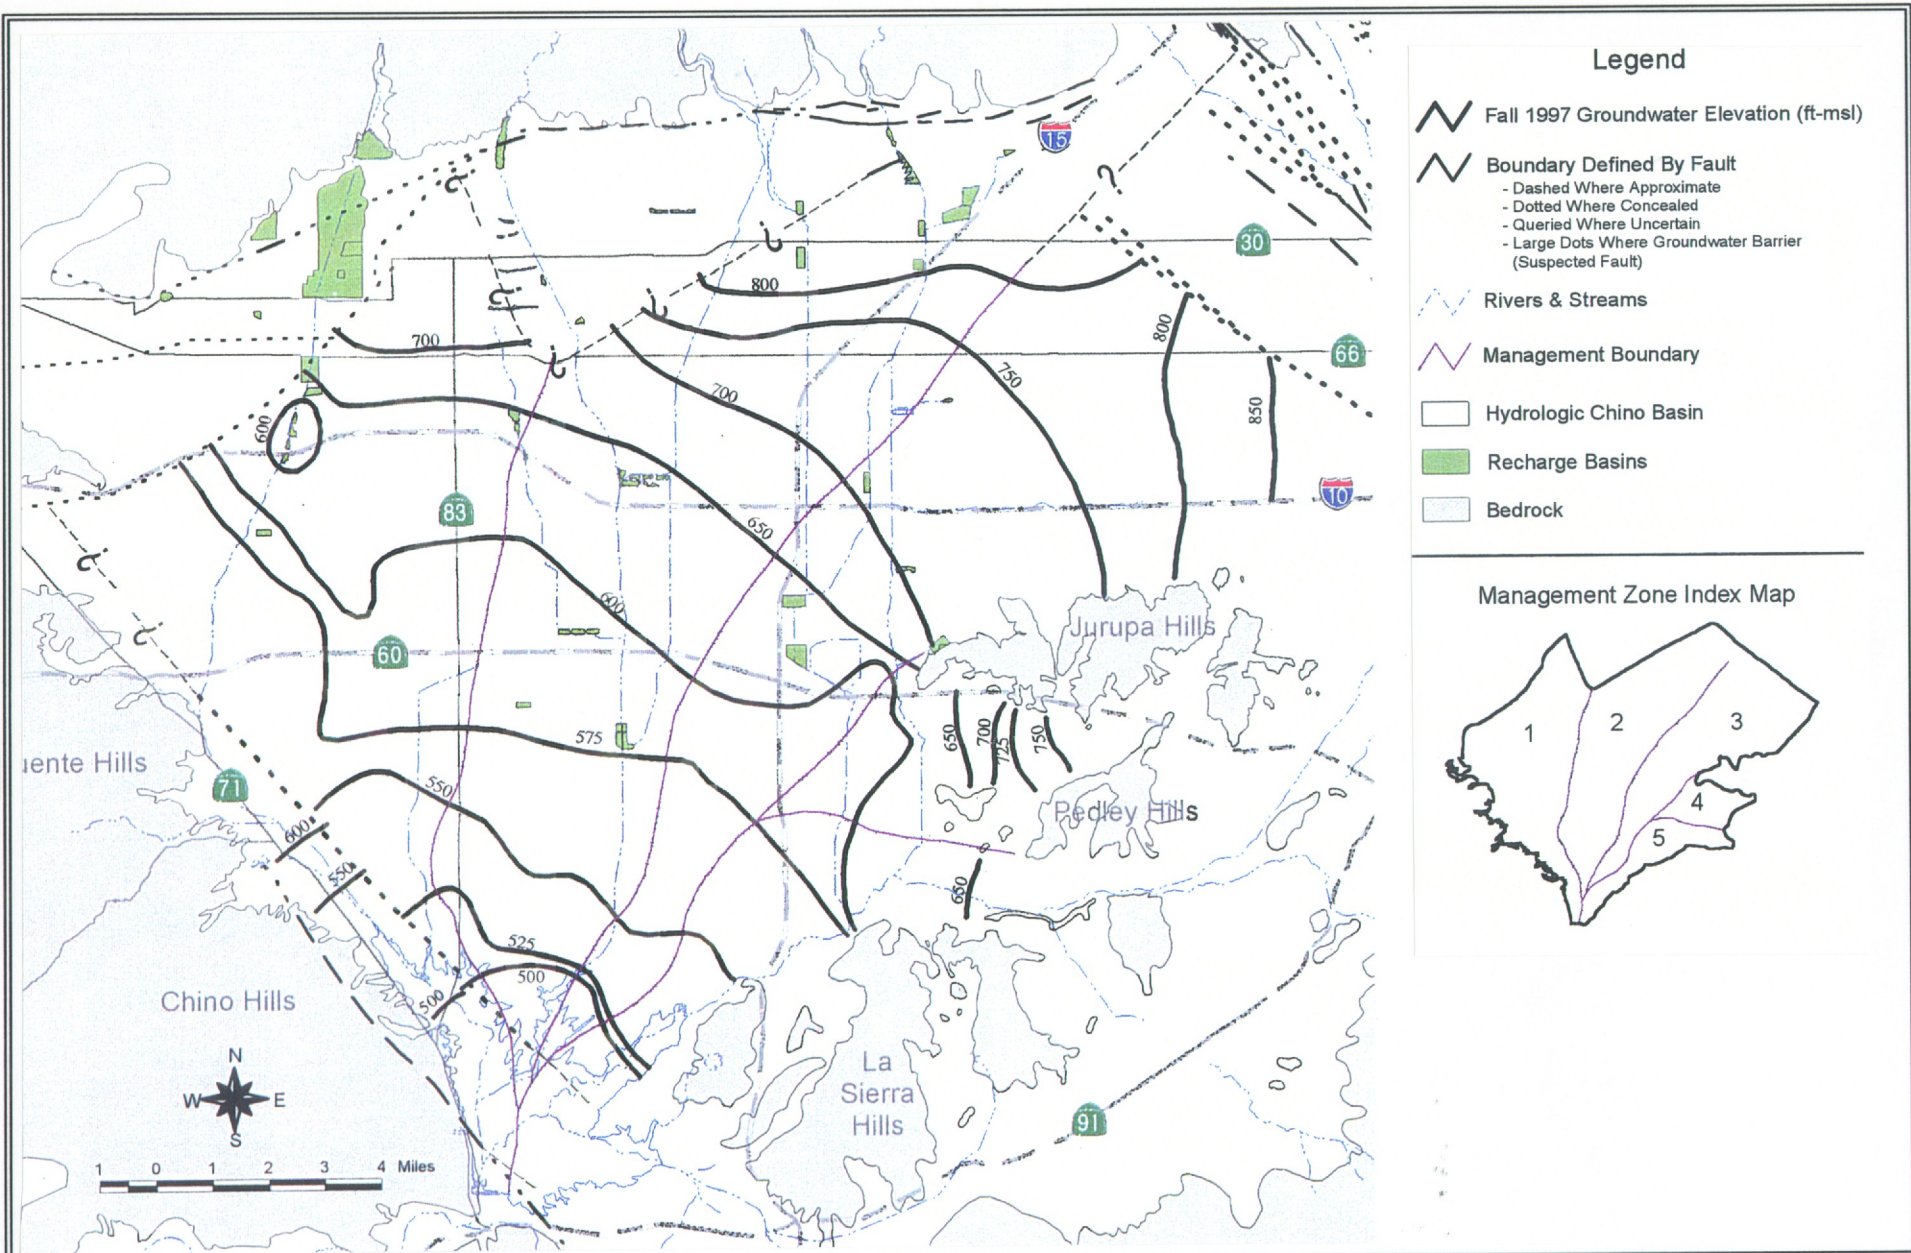 15
30
800
800
66
700
750
700
600
850
10
83
650
600
60
Jurupa Hills
575
650
700
725
750
uente Hills
71
550
Pedley Hills
600
550
650
525
500
500
Chino Hills
La
Sierra
Hills
91
N
W E
S
1 0 1 2 3 4 Miles
?
?
?
?
?
?
?
?
Legend
Fall 1997 Groundwater Elevation (ft-msl)
Boundary Defined By Fault
- Dashed Where Approximate
- Dotted Where Concealed
- Queried Where Uncertain
- Large Dots Where Groundwater Barrier
(Suspected Fault)
Rivers & Streams
Management Boundary
Hydrologic Chino Basin
Recharge Basins
Bedrock
Management Zone Index Map
1
2
3
4
5